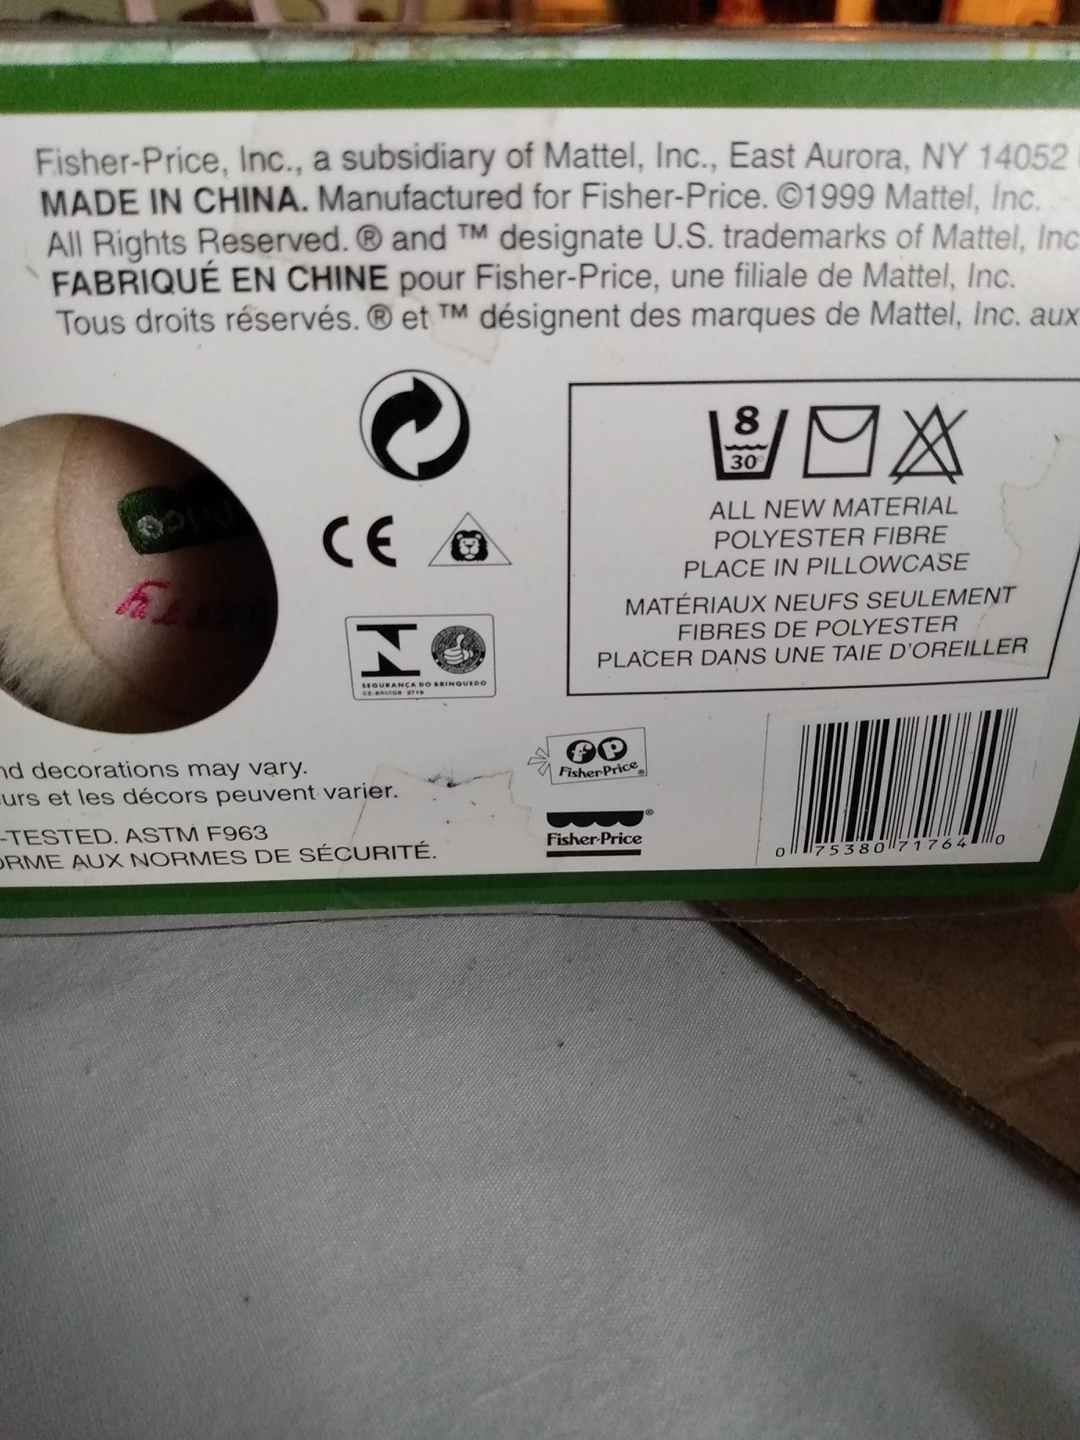 Fisher-Price, Inc., a subsidiary of Mattel, Inc., East Aurora, NY 14052
MADE IN CHINA. Manufactured for Fisher-Price. ©1999 Mattel, Inc.
All Rights Reserved. ® and ™ designate U.S. trademarks of Mattel, Inc
FABRIQUÉ EN CHINE pour Fisher-Price, une filiale de Mattel, Inc.
Tous droits réservés. ® et ™ désignent des marques de Mattel, Inc. aux
8
30°
CE
ALL NEW MATERIAL
POLYESTER FIBRE
PLACE IN PILLOWCASE
MATÉRIAUX NEUFS SEULEMENT
FIBRES DE POLYESTER
PLACER DANS UNE TAIE D'OREILLER
SEGURANÇA DO BRINQUEDO
nd decorations may vary.
urs et les décors peuvent varier.
-TESTED. ASTM F963
ORME AUX NORMES DE SÉCURITÉ.
fp
Fisher-Price®
Fisher-Price®
0 75380 71764 0